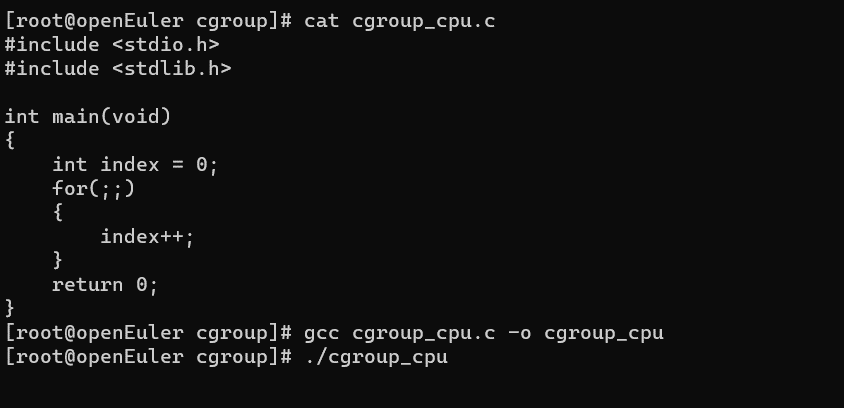 [root@openEuler cgroup]# cat cgroup_cpu.c
#include <stdio.h>
#include <stdlib.h>
int main(void)
{
    int index = 0;
    for(;;)
    {
        index++;
    }
    return 0;
}
[root@openEuler cgroup]# gcc cgroup_cpu.c -o cgroup_cpu
[root@openEuler cgroup]# ./cgroup_cpu